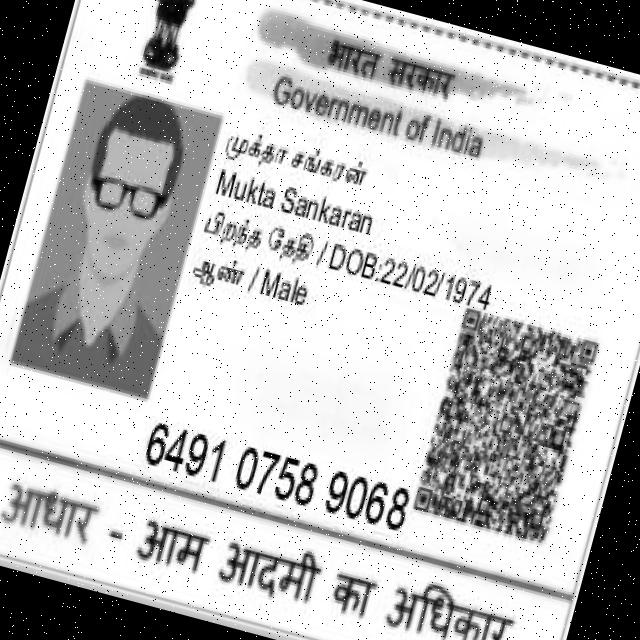 भारत सरकार
Government of India
முக்தா சங்கரன்
Mukta Sankaran
பிறந்த தேதி / DOB:22/02/1974
ஆண் / Male
6491 0758 9068
आधार - आम आदमी का अधिकार